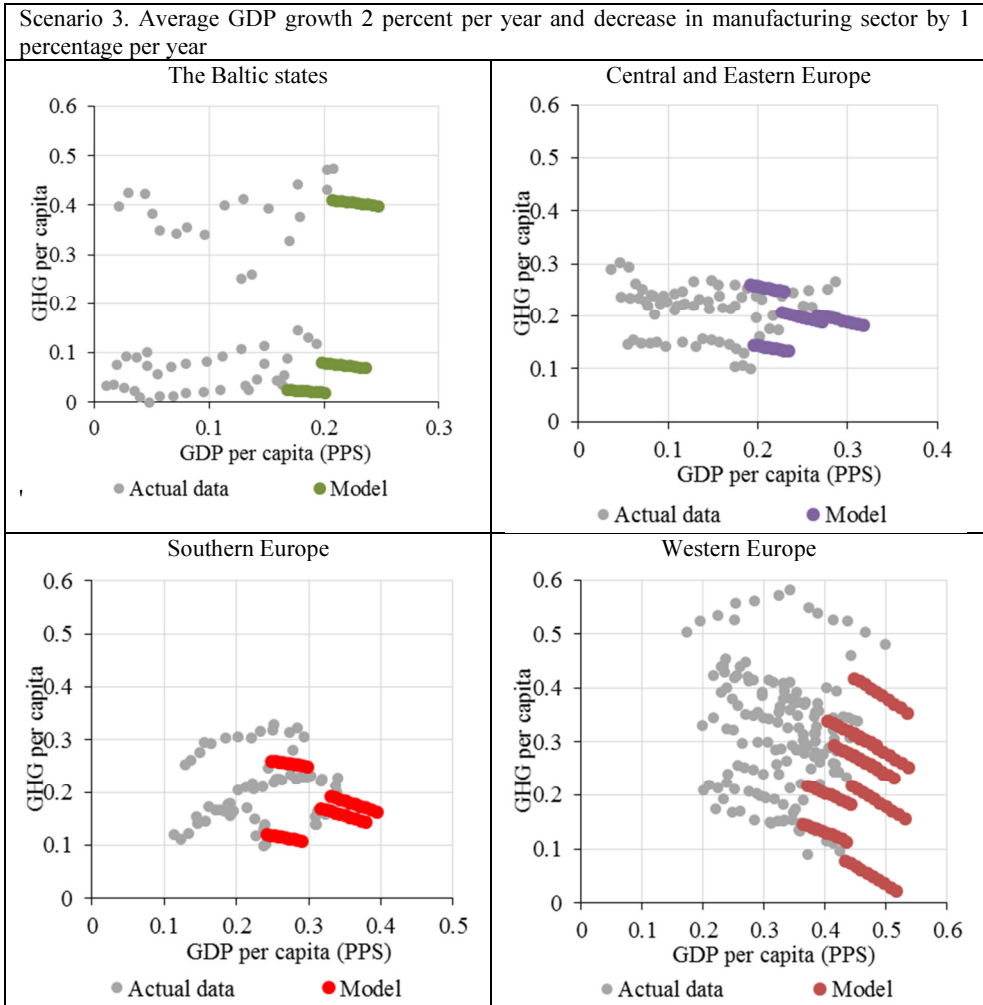 Scenario 3. Average GDP growth 2 percent per year and decrease in manufacturing sector by 1
percentage per year
The Baltic states
0.6
0.5
0.4
0.3
0.2
0.1
0
0
0.1
0.2
0.3
GHG per capita
GDP per capita (PPS)
Actual data
Model
'
Central and Eastern Europe
0.6
0.5
0.4
0.3
0.2
0.1
0
0
0.1
0.2
0.3
0.4
GHG per capita
GDP per capita (PPS)
Actual data
Model
Southern Europe
0.6
0.5
0.4
0.3
0.2
0.1
0
0
0.1
0.2
0.3
0.4
0.5
GHG per capita
GDP per capita (PPS)
Actual data
Model
Western Europe
0.6
0.5
0.4
0.3
0.2
0.1
0
0
0.1
0.2
0.3
0.4
0.5
0.6
GHG per capita
GDP per capita (PPS)
Actual data
Model